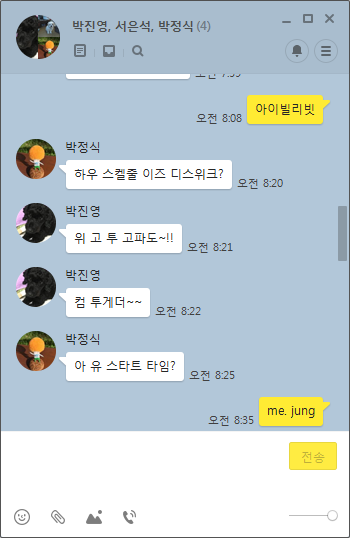 박진영, 서은석, 박정식 (4)
아이빌리빗
오전 8:08
박정식
하우 스켈줄 이즈 디스위크?
오전 8:20
박진영
위 고 투 고파도~!!
오전 8:21
박진영
컴 투게더~~
오전 8:22
박정식
아 유 스타트 타임?
오전 8:25
me. jung
오전 8:35
전송